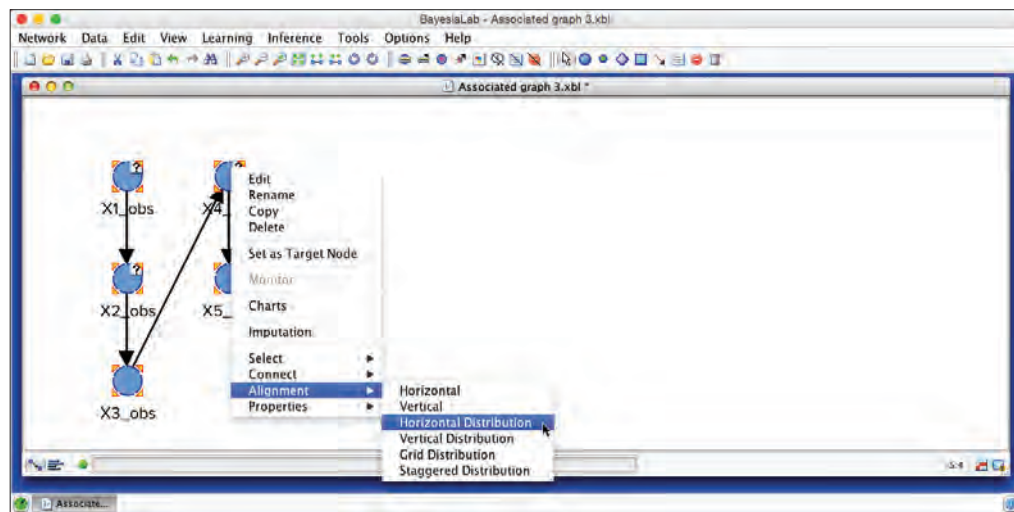 BayesiaLab - Associated graph 3.xbl
Network Data Edit View Learning Inference Tools Options Help
Associated graph 3.xbl *
? ?
X1_obs X4_
?
X2_obs X5_
X3_obs
Edit
Rename
Copy
Delete
Set as Target Node
Monitor
Charts
Imputation
Select
Connect
Alignment
Properties
Horizontal
Vertical
Horizontal Distribution
Vertical Distribution
Grid Distribution
Staggered Distribution
5:4
Associate...